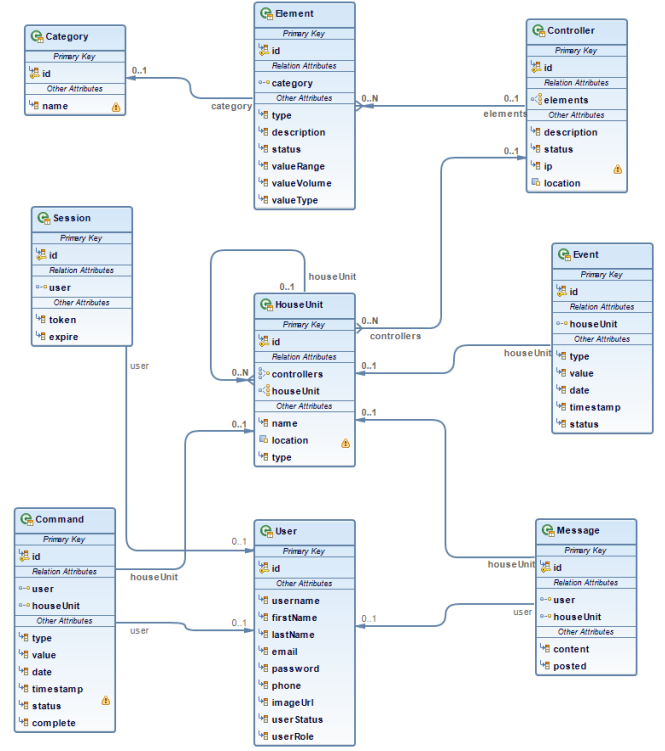 Category
Primary Key
id
Other Attributes
name
0..1
category
Element
Primary Key
id
Relation Attributes
category
Other Attributes
type
description
status
valueRange
valueVolume
valueType
0..N
0..1
elements
Controller
Primary Key
id
Relation Attributes
elements
Other Attributes
description
status
ip
location
0..1
Session
Primary Key
id
Relation Attributes
user
Other Attributes
token
expire
user
houseUnit
0..1
0..N
HouseUnit
Primary Key
id
Relation Attributes
controllers
houseUnit
Other Attributes
name
location
type
0..N
controllers
0..1
houseUnit
0..1
0..1
Event
Primary Key
id
Relation Attributes
houseUnit
Other Attributes
type
value
date
timestamp
status
Command
Primary Key
id
Relation Attributes
user
houseUnit
Other Attributes
type
value
date
timestamp
status
complete
houseUnit
user
0..1
0..1
User
Primary Key
id
Other Attributes
username
firstName
lastName
email
password
phone
imageUrl
userStatus
userRole
0..1
houseUnit
user
Message
Primary Key
id
Relation Attributes
user
houseUnit
Other Attributes
content
posted